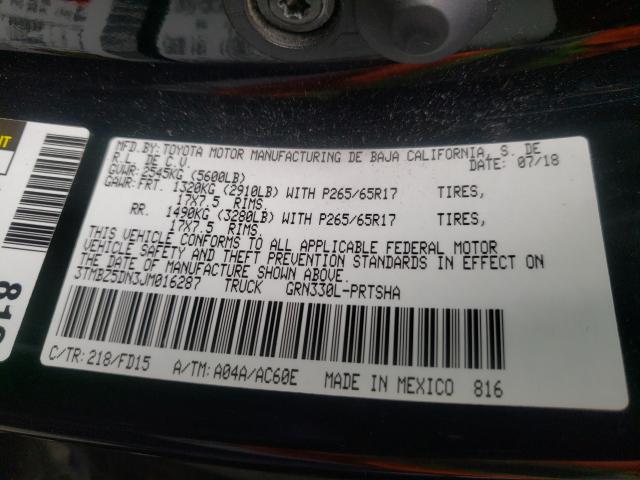 MFD.BY: TOYOTA MOTOR MANUFACTURING DE BAJA CALIFORNIA, S. DE
R.L. DE C.V. DATE: 07/18
GVWR: 2545KG (5600LB)
GAWR: FRT. 1320KG (2910LB) WITH P265/65R17 TIRES,
17X7.5 RIMS.
RR. 1490KG (3280LB) WITH P265/65R17 TIRES,
17X7.5 RIMS.
THIS VEHICLE CONFORMS TO ALL APPLICABLE FEDERAL MOTOR
VEHICLE SAFETY AND THEFT PREVENTION STANDARDS IN EFFECT ON
THE DATE OF MANUFACTURE SHOWN ABOVE.
3TMBZ5DN3JM016287 TRUCK GRN330L-PRTSHA
C/TR: 218/FD15 A/TM: A04A/AC60E MADE IN MEXICO 816